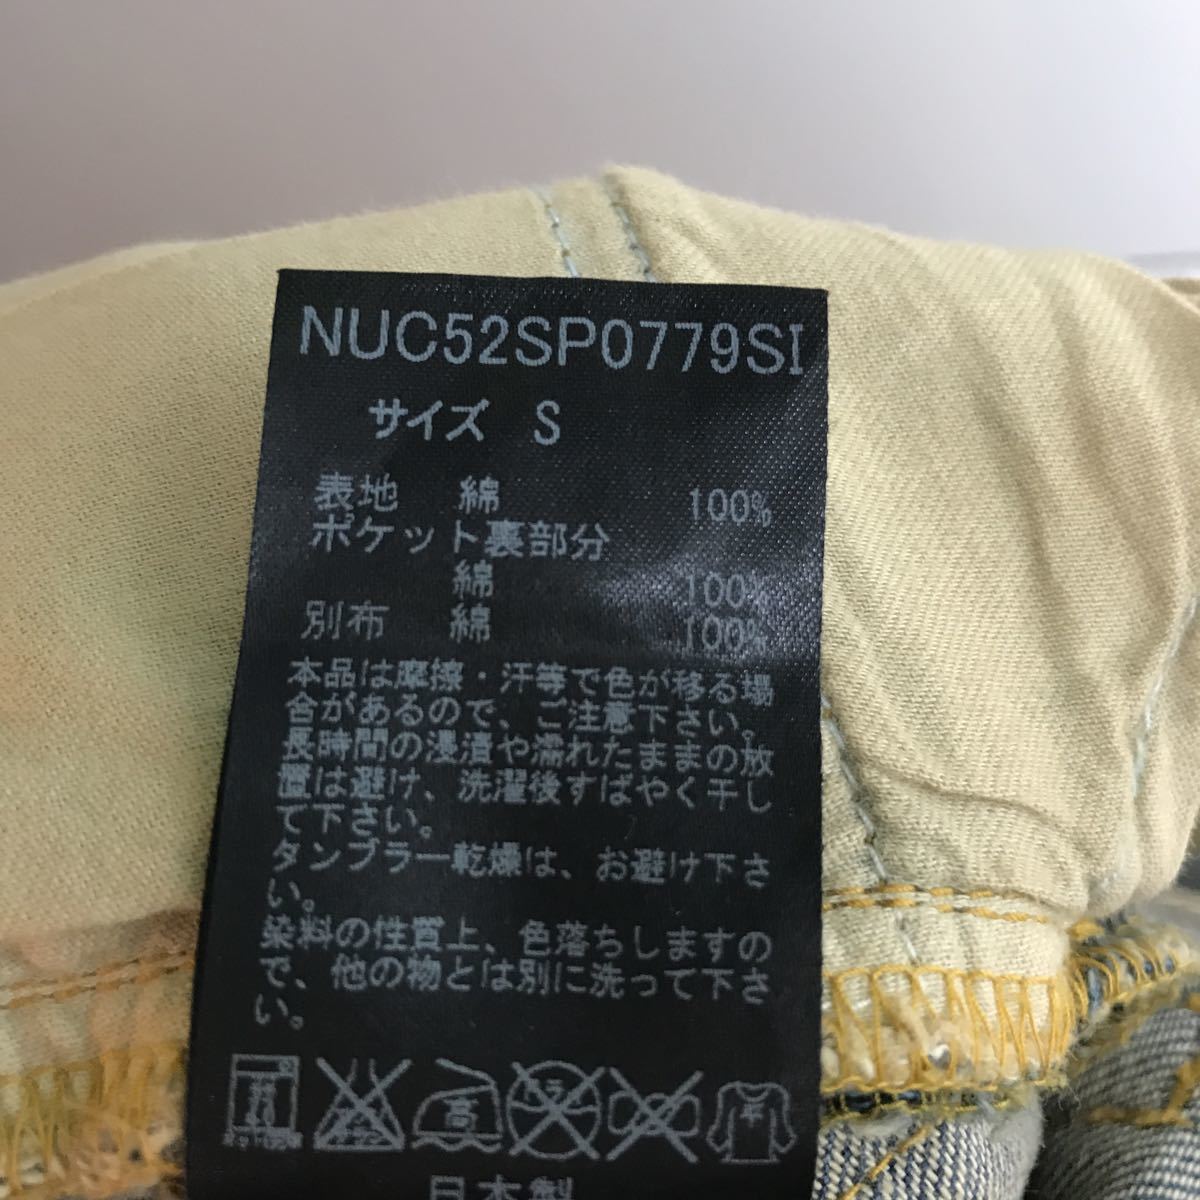 NUC52SP0779SI
サイズ S
表地 綿 100%
ポケット裏部分
綿 100%
別布 綿 100%
本品は摩擦・汗等で色が移る場
合があるので、ご注意下さい。
長時間の浸漬や濡れたままの放
置は避け、洗濯後すばやく干し
て下さい。
タンブラー乾燥は、お避け下さ
い。
染料の性質上、色落ちしますの
で、他の物とは別に洗って下さ
い。
高 ドライ 平
日本製